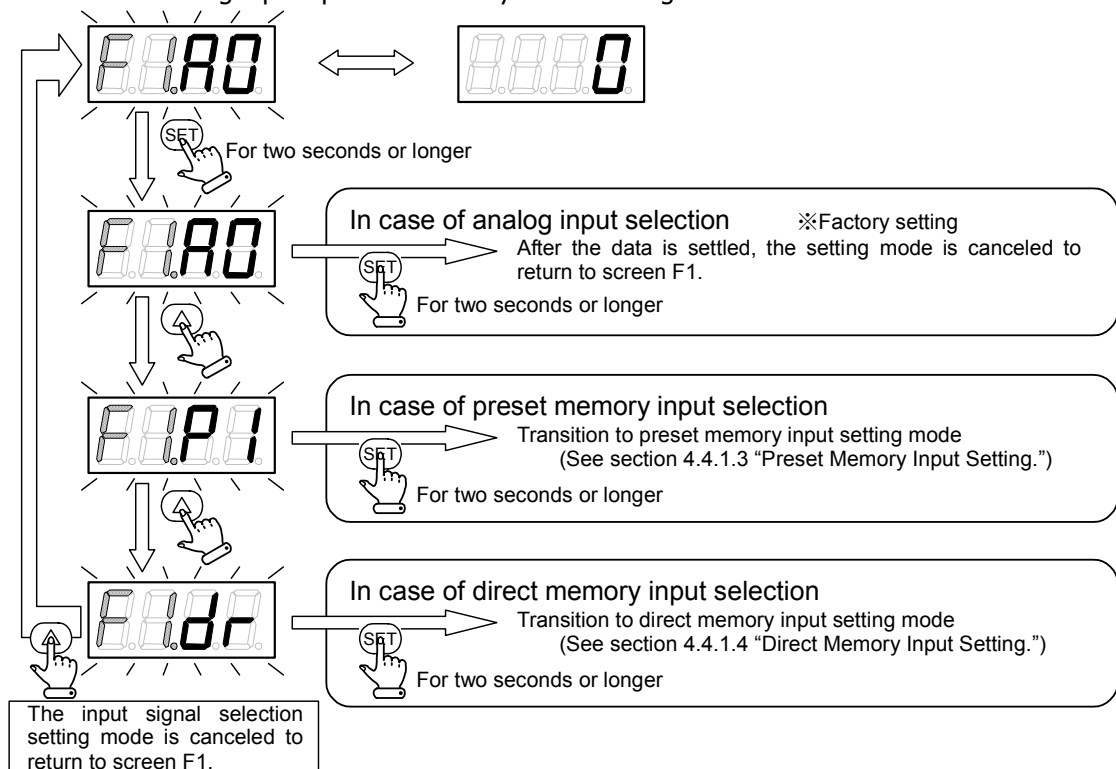 F1.A0
0
SET
For two seconds or longer
F1.A0
In case of analog input selection ※Factory setting
After the data is settled, the setting mode is canceled to
return to screen F1.
SET
For two seconds or longer
F1.P1
In case of preset memory input selection
Transition to preset memory input setting mode
(See section 4.4.1.3 “Preset Memory Input Setting.”)
SET
For two seconds or longer
F1.dr
In case of direct memory input selection
Transition to direct memory input setting mode
(See section 4.4.1.4 “Direct Memory Input Setting.”)
SET
For two seconds or longer
The input signal selection
setting mode is canceled to
return to screen F1.